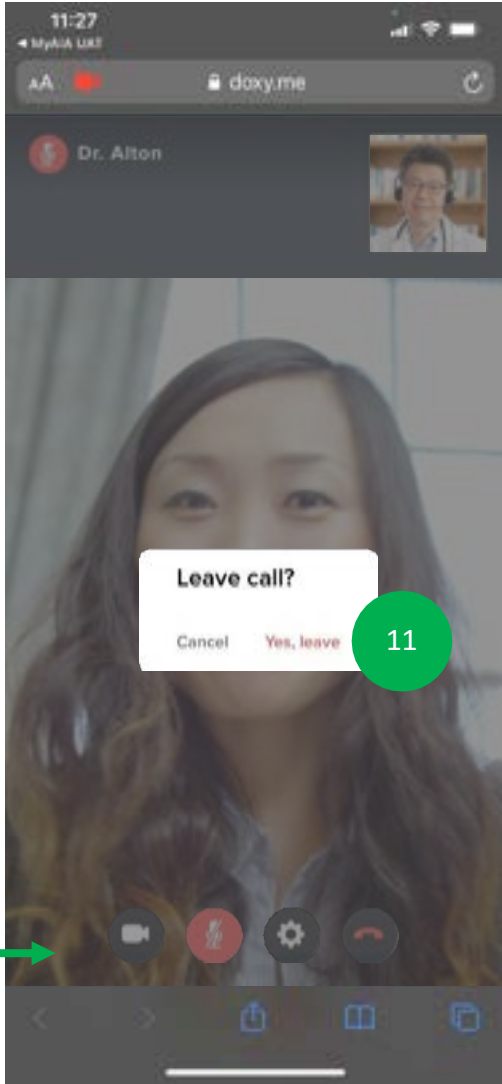 11:27
◀ MyAIA UAT
AA
doxy.me
Dr. Alton
Leave call?
Cancel Yes, leave
11